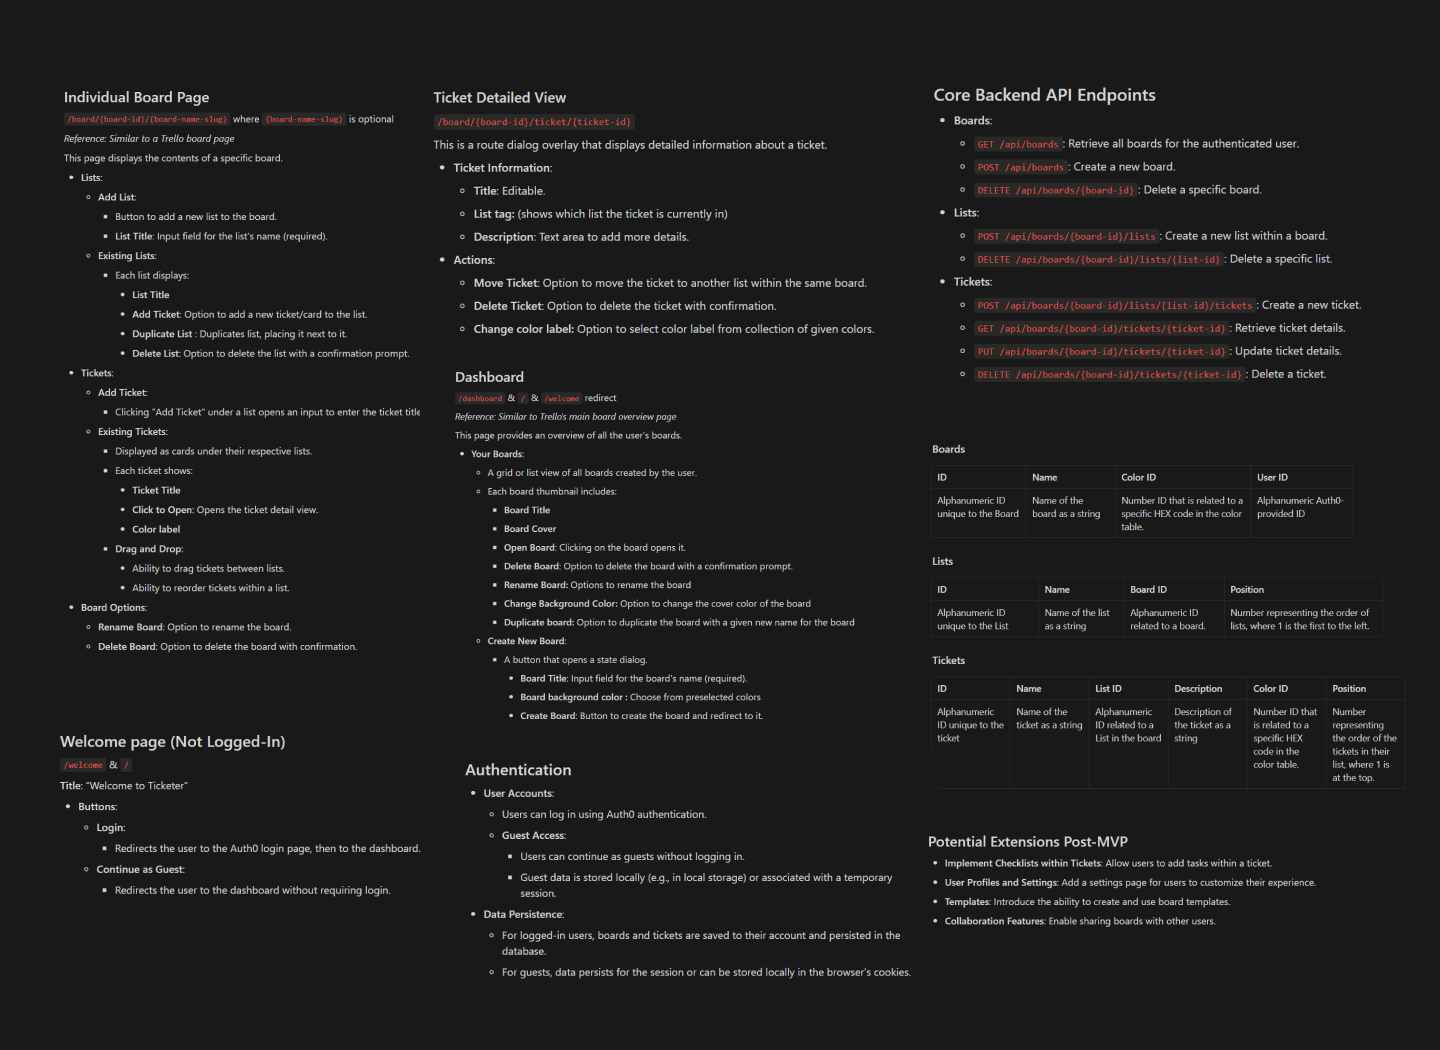 Individual Board Page
/board/{board-id}/{board-name-slug} where {board-name-slug} is optional
Reference: Similar to a Trello board page
This page displays the contents of a specific board.
Lists:
Add List:
Button to add a new list to the board.
List Title: Input field for the list's name (required).
Existing Lists:
Each list displays:
List Title
Add Ticket: Option to add a new ticket/card to the list.
Duplicate List : Duplicates list, placing it next to it.
Delete List: Option to delete the list with a confirmation prompt.
Tickets:
Add Ticket:
Clicking "Add Ticket" under a list opens an input to enter the ticket title
Existing Tickets:
Displayed as cards under their respective lists.
Each ticket shows:
Ticket Title
Click to Open: Opens the ticket detail view.
Color label
Drag and Drop:
Ability to drag tickets between lists.
Ability to reorder tickets within a list.
Board Options:
Rename Board: Option to rename the board.
Delete Board: Option to delete the board with confirmation.
Welcome page (Not Logged-In)
/welcome & /
Title: "Welcome to Ticketer"
Buttons:
Login:
Redirects the user to the Auth0 login page, then to the dashboard.
Continue as Guest:
Redirects the user to the dashboard without requiring login.
Ticket Detailed View
/board/{board-id}/ticket/{ticket-id}
This is a route dialog overlay that displays detailed information about a ticket.
Ticket Information:
Title: Editable.
List tag: (shows which list the ticket is currently in)
Description: Text area to add more details.
Actions:
Move Ticket: Option to move the ticket to another list within the same board.
Delete Ticket: Option to delete the ticket with confirmation.
Change color label: Option to select color label from collection of given colors.
Dashboard
/dashboard & / & /welcome redirect
Reference: Similar to Trello's main board overview page
This page provides an overview of all the user's boards.
Your Boards:
A grid or list view of all boards created by the user.
Each board thumbnail includes:
Board Title
Board Cover
Open Board: Clicking on the board opens it.
Delete Board: Option to delete the board with a confirmation prompt.
Rename Board: Options to rename the board
Change Background Color: Option to change the cover color of the board
Duplicate board: Option to duplicate the board with a given new name for the board
Create New Board:
A button that opens a state dialog.
Board Title: Input field for the board's name (required).
Board background color : Choose from preselected colors
Create Board: Button to create the board and redirect to it.
Authentication
User Accounts:
Users can log in using Auth0 authentication.
Guest Access:
Users can continue as guests without logging in.
Guest data is stored locally (e.g., in local storage) or associated with a temporary
session.
Data Persistence:
For logged-in users, boards and tickets are saved to their account and persisted in the
database.
For guests, data persists for the session or can be stored locally in the browser's cookies.
Core Backend API Endpoints
Boards:
GET /api/boards: Retrieve all boards for the authenticated user.
POST /api/boards: Create a new board.
DELETE /api/boards/{board-id}: Delete a specific board.
Lists:
POST /api/boards/{board-id}/lists: Create a new list within a board.
DELETE /api/boards/{board-id}/lists/{list-id}: Delete a specific list.
Tickets:
POST /api/boards/{board-id}/lists/{list-id}/tickets: Create a new ticket.
GET /api/boards/{board-id}/tickets/{ticket-id}: Retrieve ticket details.
PUT /api/boards/{board-id}/tickets/{ticket-id}: Update ticket details.
DELETE /api/boards/{board-id}/tickets/{ticket-id}: Delete a ticket.
Boards
ID Name Color ID User ID
Alphanumeric ID Name of the Number ID that is related to a Alphanumeric Auth0-
unique to the Board board as a string specific HEX code in the color provided ID
table.
Lists
ID Name Board ID Position
Alphanumeric ID Name of the list Alphanumeric ID Number representing the order of
unique to the List as a string related to a board. lists, where 1 is the first to the left.
Tickets
ID Name List ID Description Color ID Position
Alphanumeric Name of the Alphanumeric Description of Number ID that Number
ID unique to the ticket as a string ID related to a the ticket as a is related to a representing
ticket List in the board string specific HEX the order of the
code in the tickets in their
color table. list, where 1 is
at the top.
Potential Extensions Post-MVP
Implement Checklists within Tickets: Allow users to add tasks within a ticket.
User Profiles and Settings: Add a settings page for users to customize their experience.
Templates: Introduce the ability to create and use board templates.
Collaboration Features: Enable sharing boards with other users.